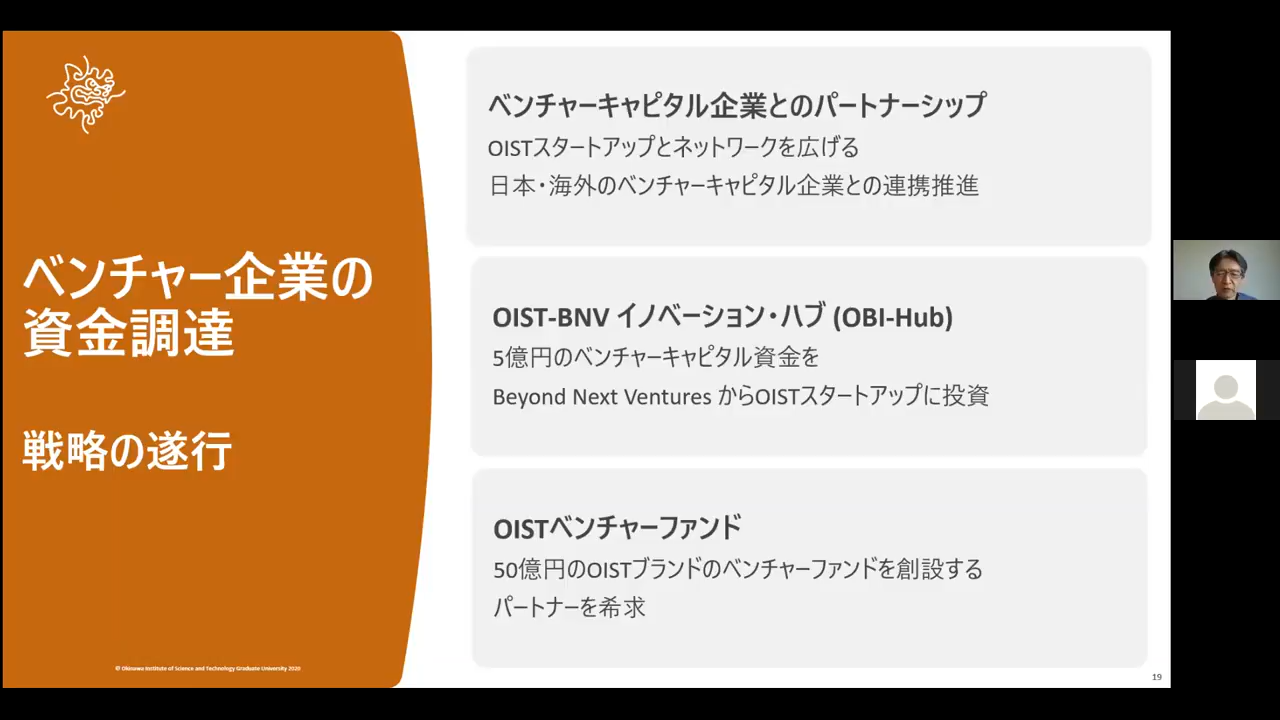 ベンチャー企業の
資金調達
戦略の遂行
© Okinawa Institute of Science and Technology Graduate University 2020
ベンチャーキャピタル企業とのパートナーシップ
OISTスタートアップとネットワークを広げる
日本・海外のベンチャーキャピタル企業との連携推進
OIST-BNV イノベーション・ハブ (OBI-Hub)
5億円のベンチャーキャピタル資金を
Beyond Next Ventures からOISTスタートアップに投資
OISTベンチャーファンド
50億円のOISTブランドのベンチャーファンドを創設する
パートナーを希求
19